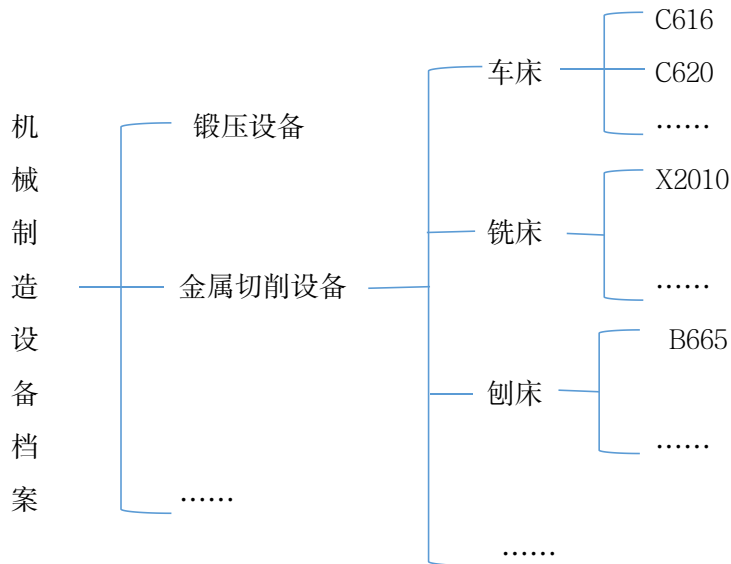 机械制造设备档案
锻压设备
金属切削设备
……
车床
铣床
刨床
……
C616
C620
……
X2010
……
B665
……